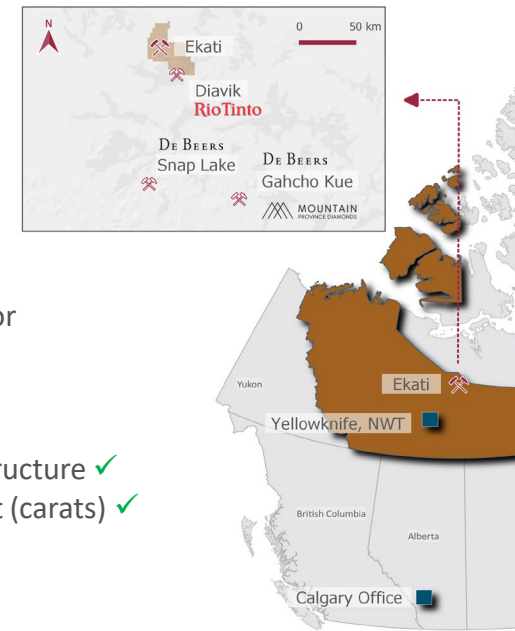 N
0 50 km
Ekati
Diavik
RioTinto
DE BEERS
Snap Lake
DE BEERS
Gahcho Kue
MOUNTAIN
PROVINCE DIAMONDS
or
ructure ✓
t (carats) ✓
Yukon
Ekati
Yellowknife, NWT
British Columbia
Alberta
Calgary Office